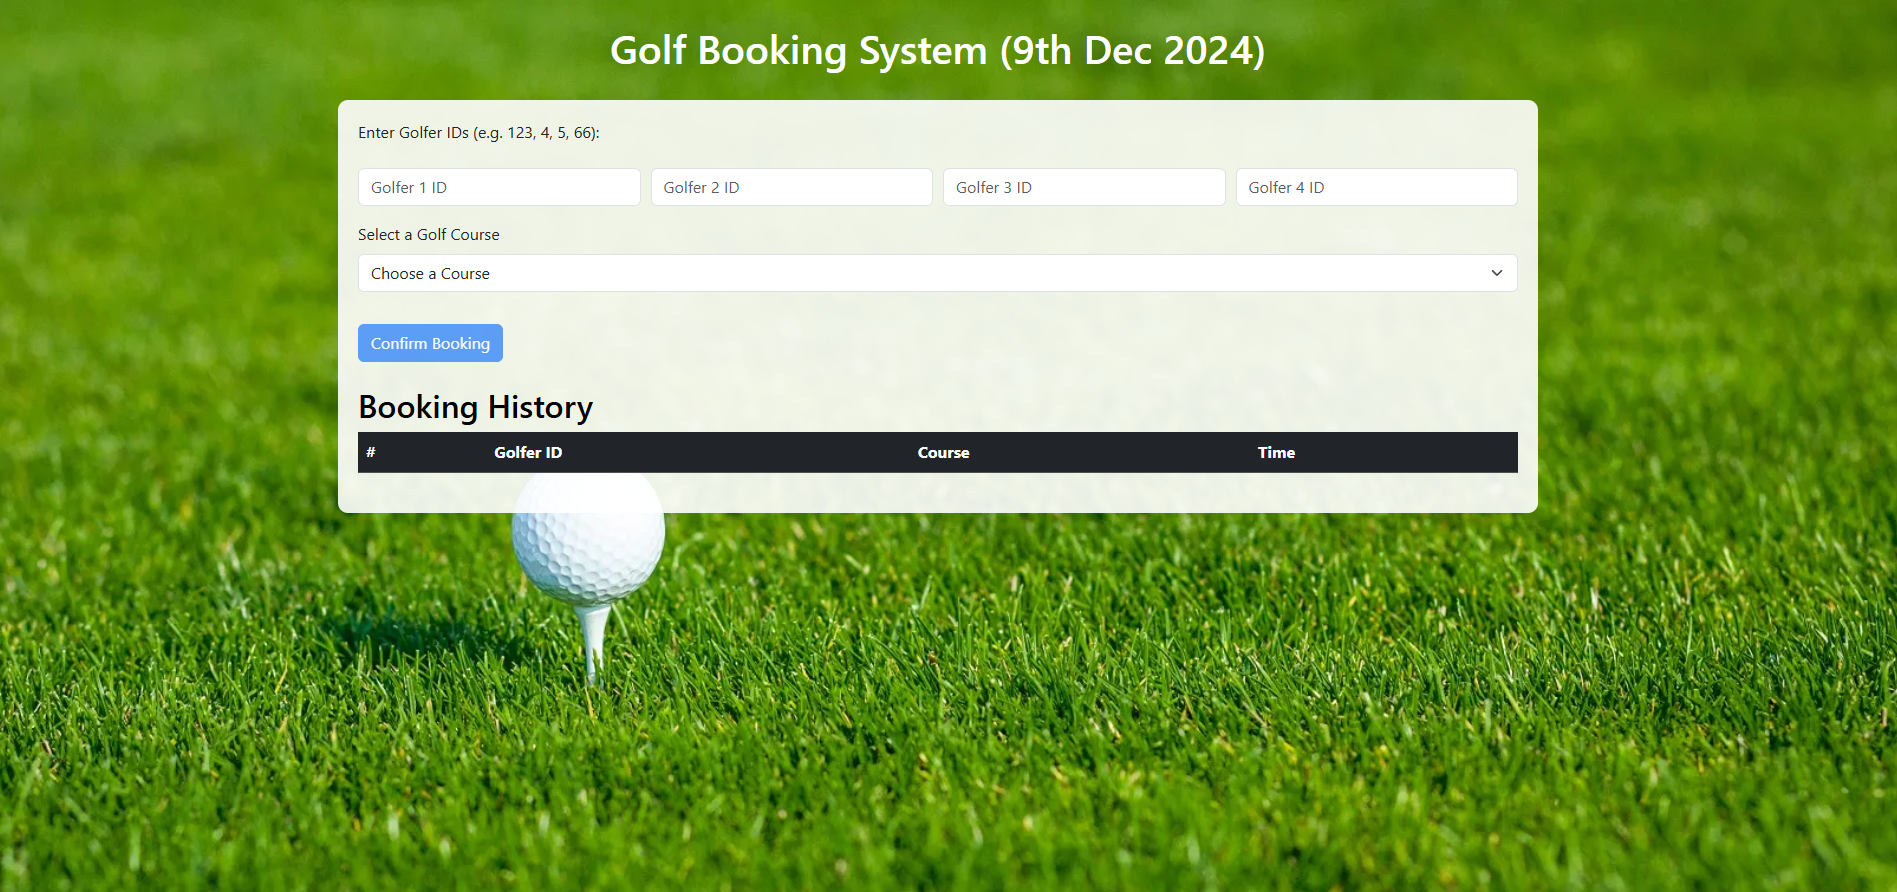 Golf Booking System (9th Dec 2024)
Enter Golfer IDs (e.g. 123, 4, 5, 66):
Golfer 1 ID Golfer 2 ID Golfer 3 ID Golfer 4 ID
Select a Golf Course
Choose a Course
Confirm Booking
Booking History
# Golfer ID Course Time